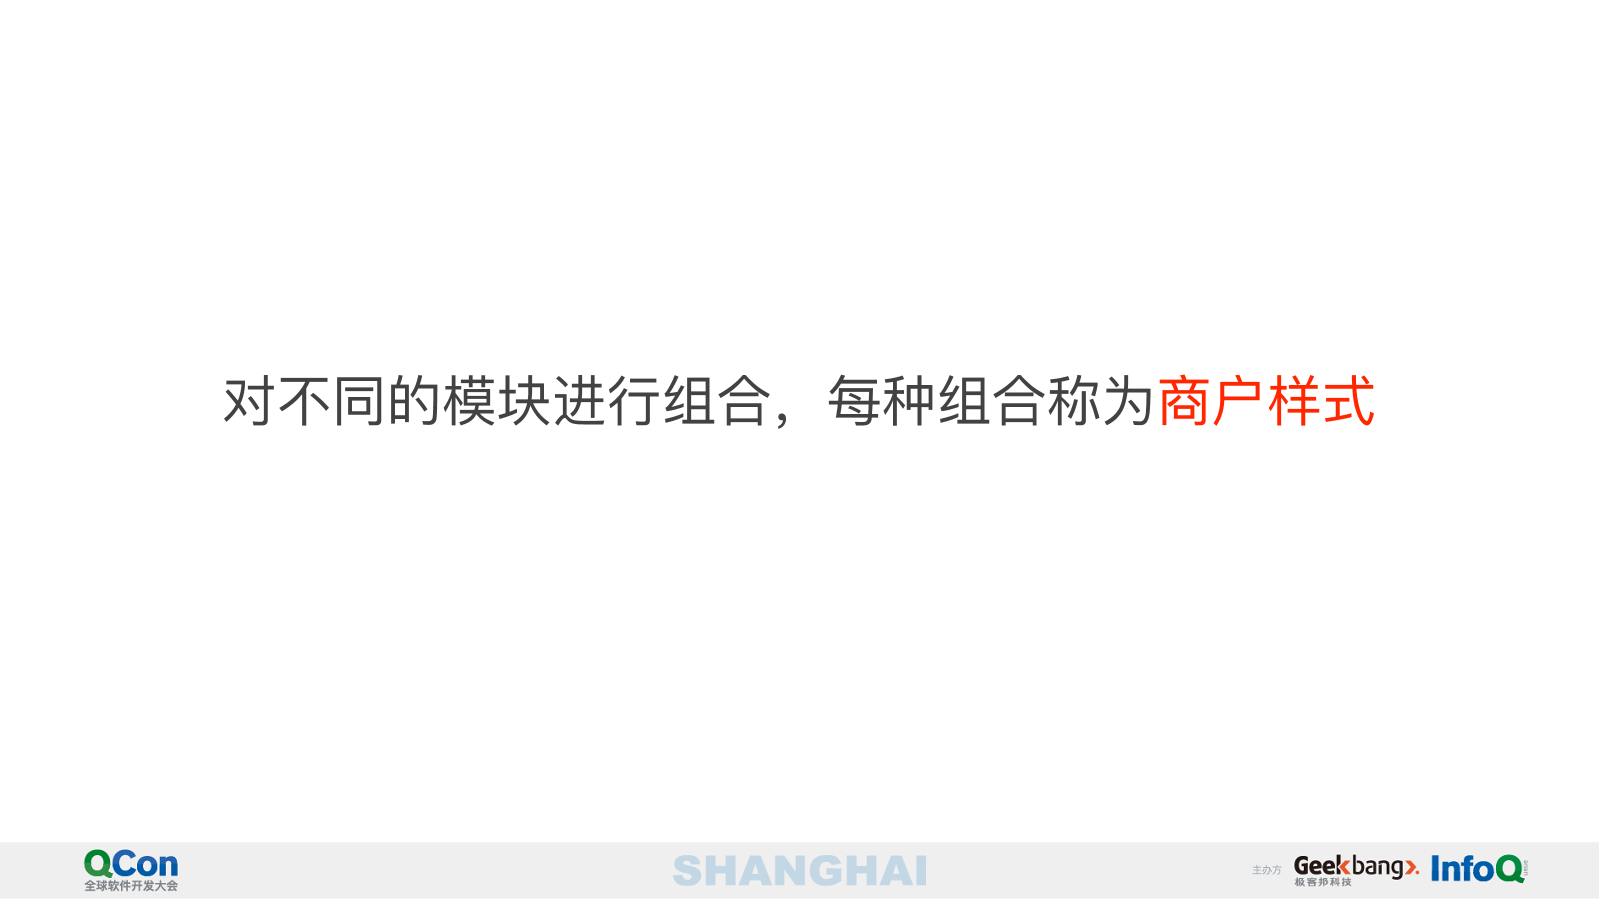 对不同的模块进行组合，每种组合称为商户样式
QCon
全球软件开发大会
SHANGHAI
主办方
Geekbang
极客邦科技
InfoQ